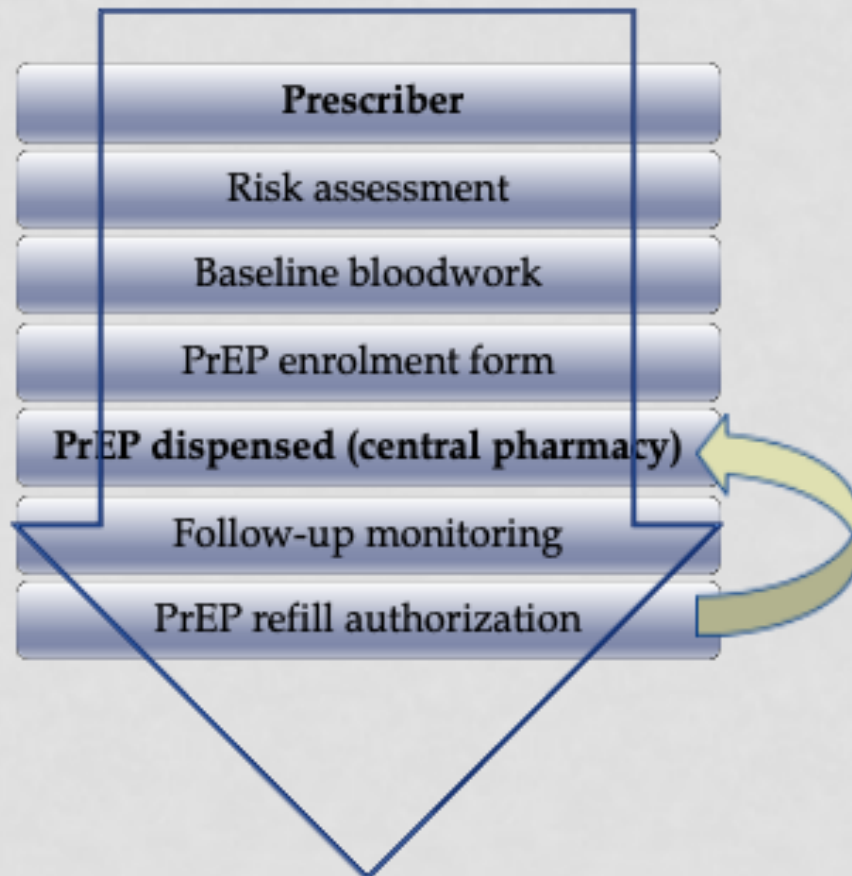 Prescriber
Risk assessment
Baseline bloodwork
PrEP enrolment form
PrEP dispensed (central pharmacy)
Follow-up monitoring
PrEP refill authorization